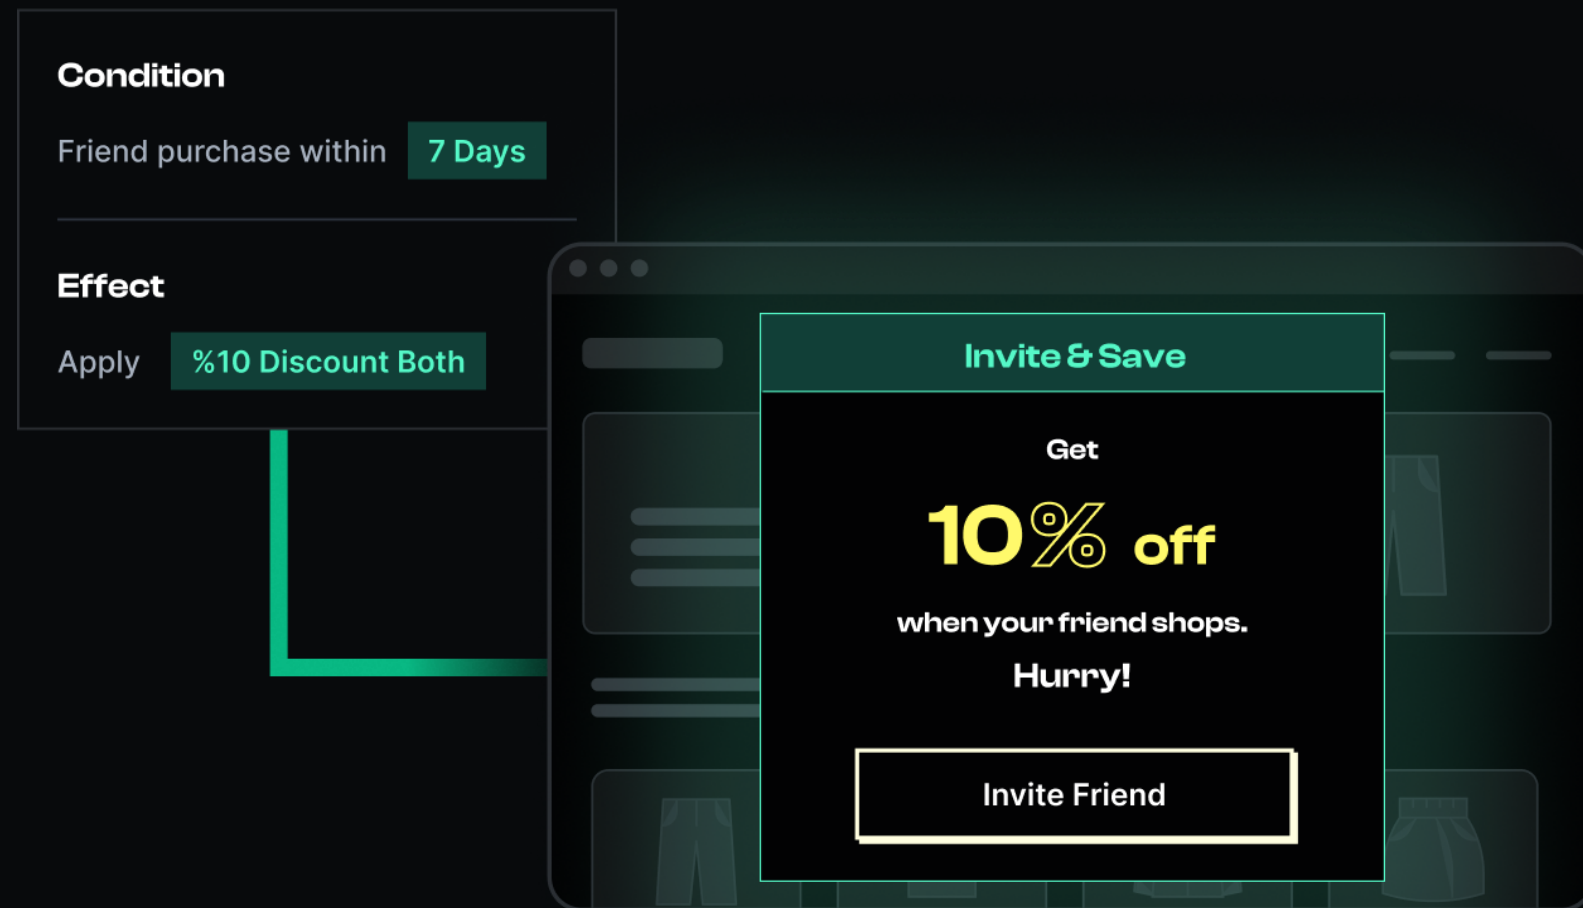 Condition
Friend purchase within 7 Days
Effect
Apply %10 Discount Both
Invite & Save
Get
10% off
when your friend shops.
Hurry!
Invite Friend